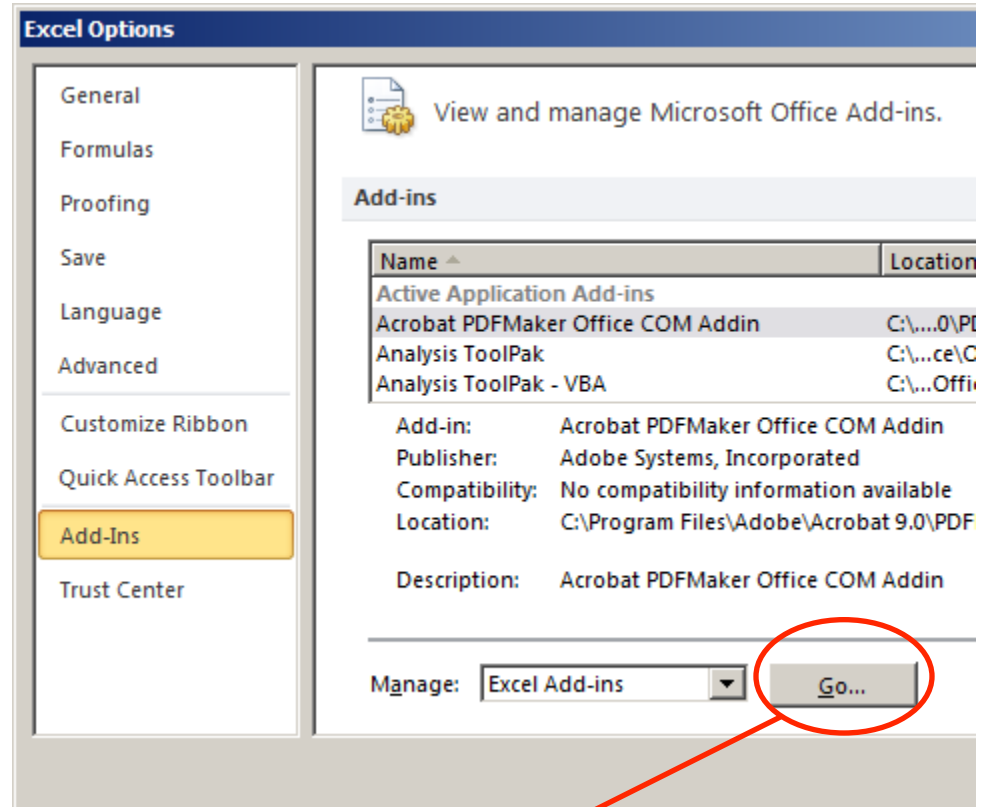 Excel Options
General
Formulas
Proofing
Save
Language
Advanced
Customize Ribbon
Quick Access Toolbar
Add-Ins
Trust Center
View and manage Microsoft Office Add-ins.
Add-ins
Name Location
Active Application Add-ins
Acrobat PDFMaker Office COM Addin C:\....0\PD
Analysis ToolPak C:\...ce\O
Analysis ToolPak - VBA C:\...Offi
Add-in: Acrobat PDFMaker Office COM Addin
Publisher: Adobe Systems, Incorporated
Compatibility: No compatibility information available
Location: C:\Program Files\Adobe\Acrobat 9.0\PDF
Description: Acrobat PDFMaker Office COM Addin
Manage: Excel Add-ins Go...